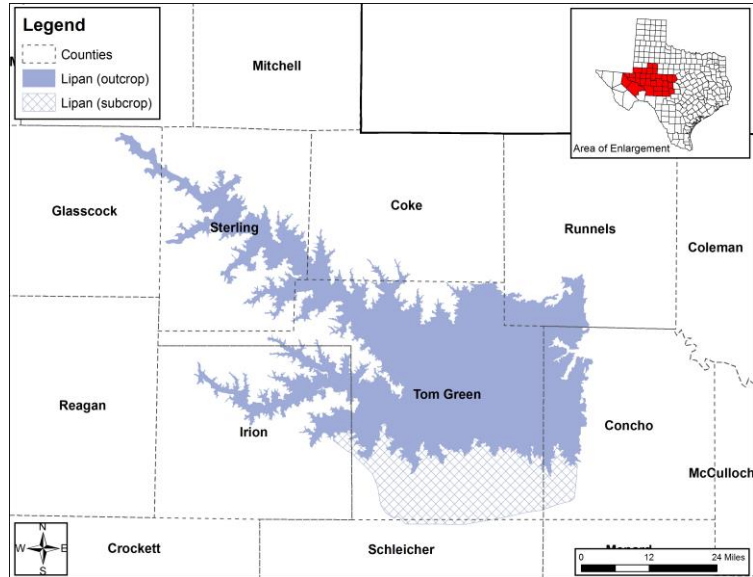 Legend
Counties
Lipan (outcrop)
Lipan (subcrop)
Mitchell
Area of Enlargement
Glasscock
Sterling
Coke
Runnels
Coleman
Reagan
Irion
Tom Green
Concho
McCulloch
N
W E
S
Crockett
Schleicher
0 12 24 Miles